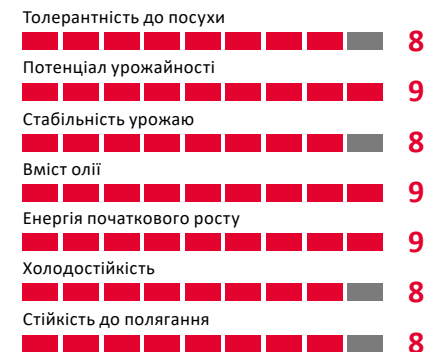 Толерантність до посухи
8
Потенціал урожайності
9
Стабільність урожаю
8
Вміст олії
9
Енергія початкового росту
9
Холодостійкість
8
Стійкість до полягання
8